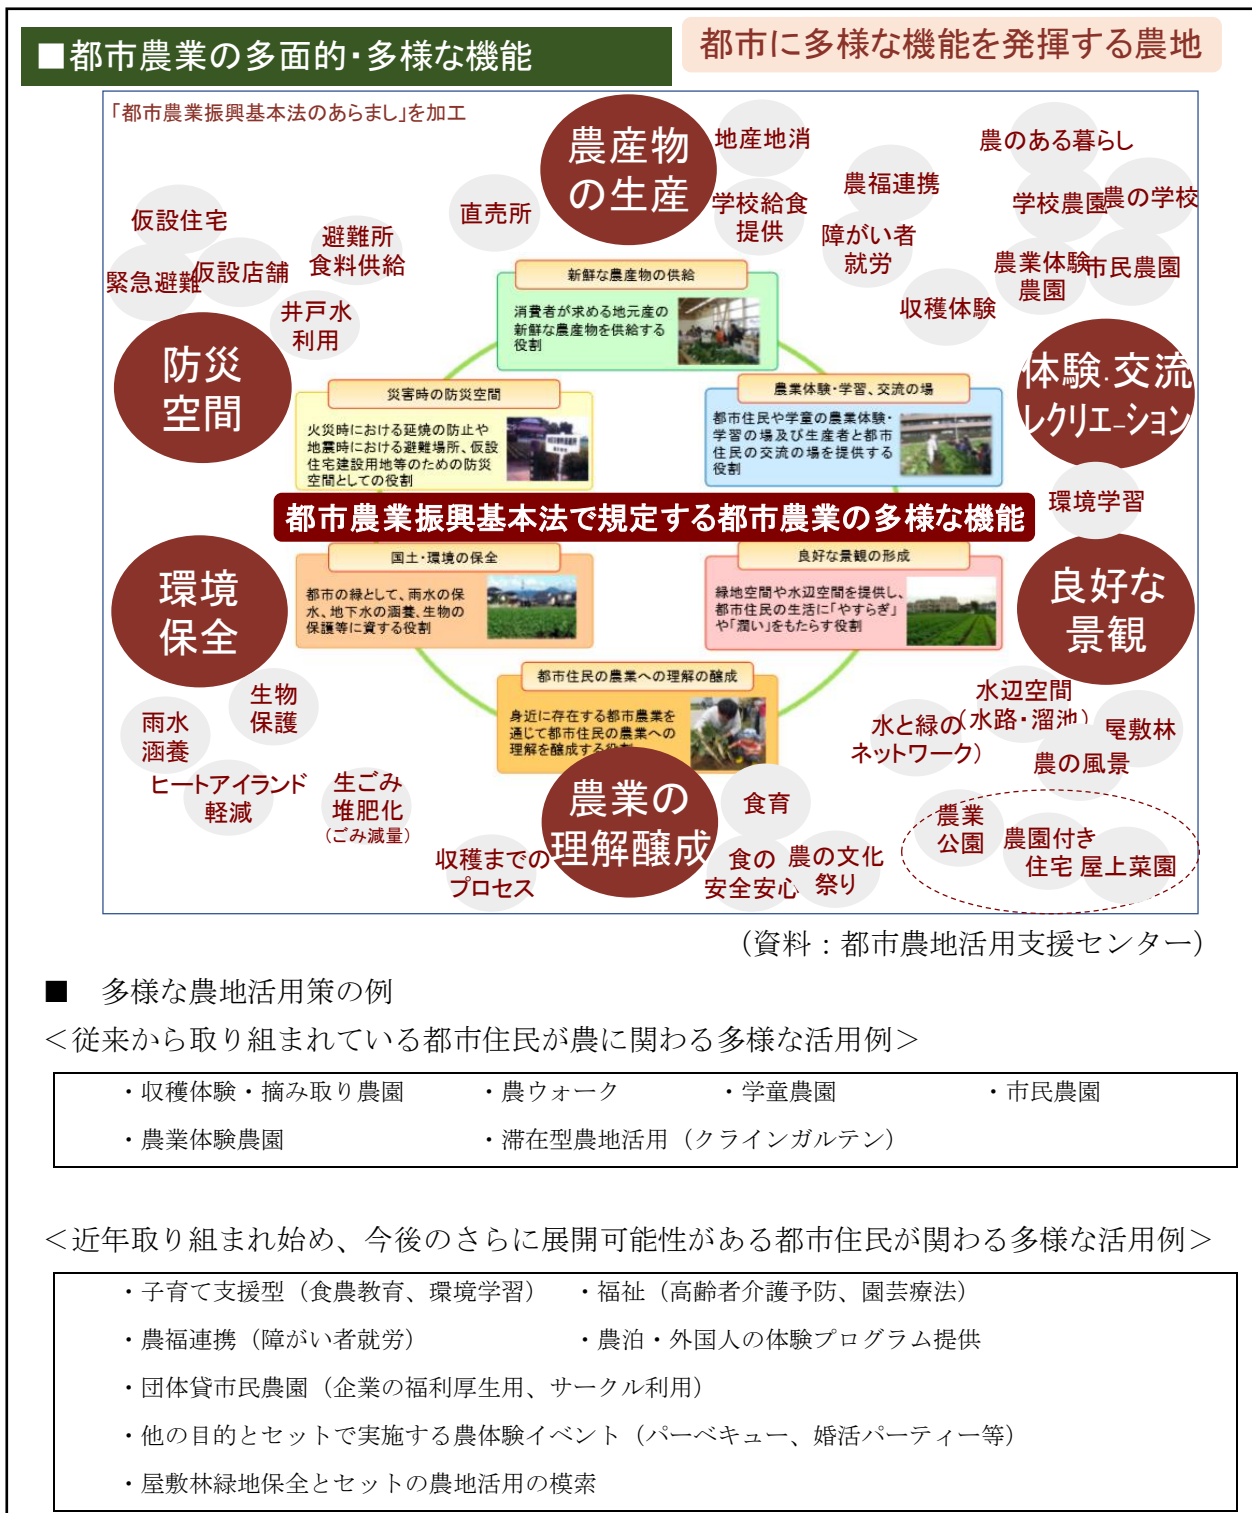 ■都市農業の多面的・多様な機能
都市に多様な機能を発揮する農地
「都市農業振興基本法のあらまし」を加工
農産物
の生産
地産地消
学校給食
提供
農福連携
障がい者
就労
農のある暮らし
学校農園
農の学校
農業体験
農園
市民農園
収穫体験
直売所
仮設住宅
緊急避難
仮設店舗
避難所
食料供給
井戸水
利用
防災
空間
体験.交流
レクリエ-ション
新鮮な農産物の供給
消費者が求める地元産の
新鮮な農産物を供給する
役割
災害時の防災空間
火災時における延焼の防止や
地震時における避難場所、仮設
住宅建設用地等のための防災
空間としての役割
農業体験・学習、交流の場
都市住民や学童の農業体験・
学習の場及び生産者と都市
住民の交流の場を提供する
役割
都市農業振興基本法で規定する都市農業の多様な機能
環境学習
国土・環境の保全
都市の緑として、雨水の保
水、地下水の涵養、生物の
保護等に資する役割
良好な景観の形成
緑地空間や水辺空間を提供し、
都市住民の生活に「やすらぎ」
や「潤い」をもたらす役割
環境
保全
良好な
景観
都市住民の農業への理解の醸成
身近に存在する都市農業を
通じて都市住民の農業への
理解を醸成する役割
農業の
理解醸成
生物
保護
雨水
涵養
ヒートアイランド
軽減
生ごみ
堆肥化
(ごみ減量)
収穫までの
プロセス
食育
食の
安全安心
農の文化
祭り
水辺空間
(水路・溜池)
水と緑の
ネットワーク)
屋敷林
農の風景
農業
公園
農園付き
住宅
屋上菜園
（資料：都市農地活用支援センター）
■　多様な農地活用策の例
＜従来から取り組まれている都市住民が農に関わる多様な活用例＞
・収穫体験・摘み取り農園　・農ウォーク　・学童農園　・市民農園
・農業体験農園　・滞在型農地活用（クラインガルテン）
＜近年取り組まれ始め、今後のさらに展開可能性がある都市住民が関わる多様な活用例＞
・子育て支援型（食農教育、環境学習）　・福祉（高齢者介護予防、園芸療法）
・農福連携（障がい者就労）　・農泊・外国人の体験プログラム提供
・団体貸市民農園（企業の福利厚生用、サークル利用）
・他の目的とセットで実施する農体験イベント（パーベキュー、婚活パーティー等）
・屋敷林緑地保全とセットの農地活用の模索